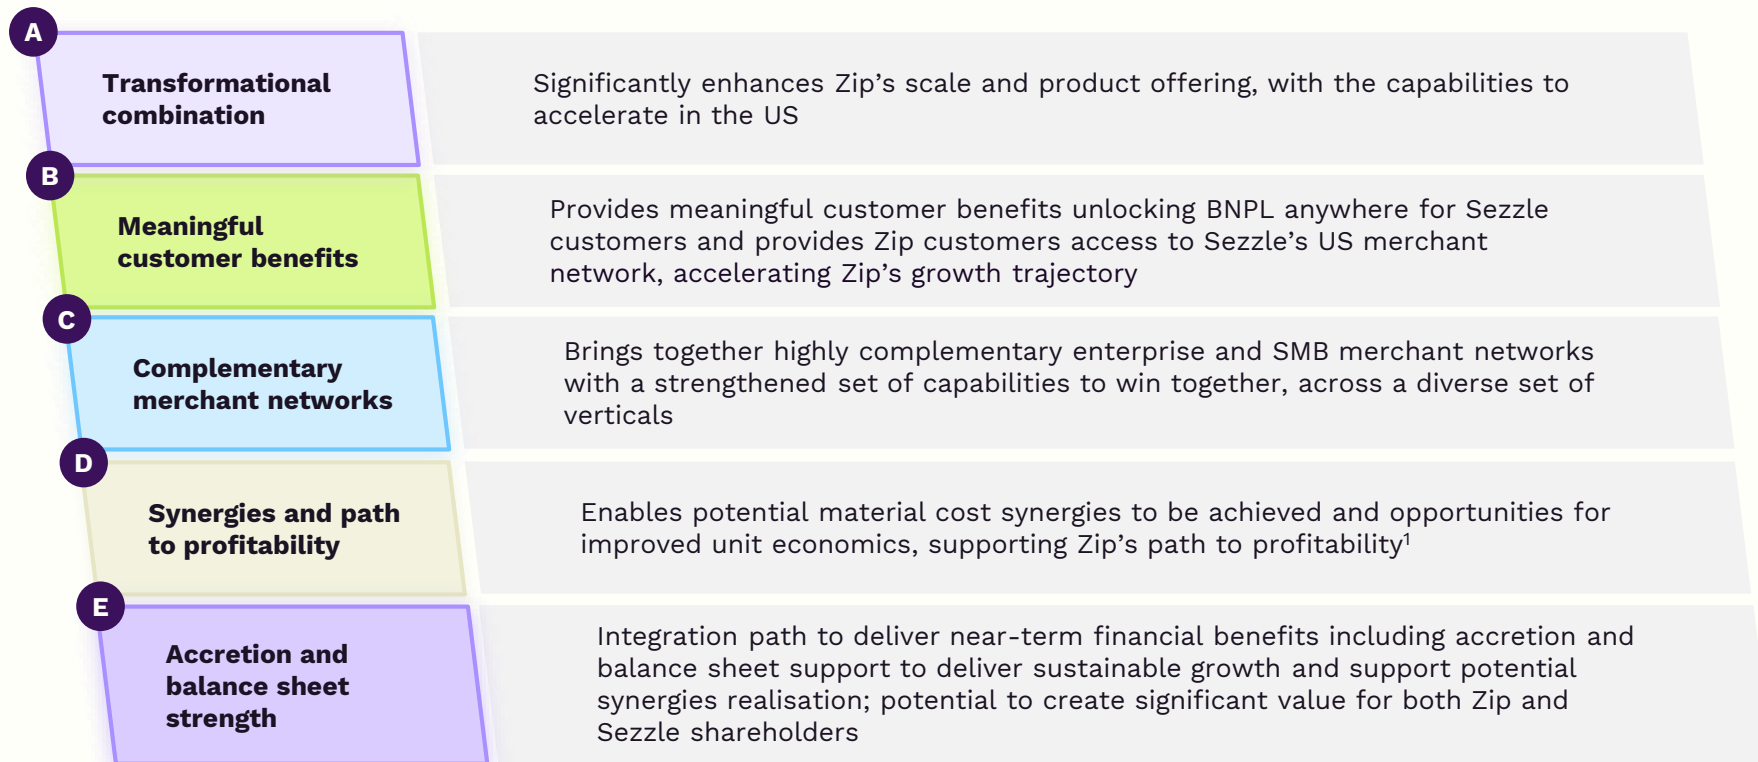 A
Transformational
combination
Significantly enhances Zip’s scale and product offering, with the capabilities to
accelerate in the US
B
Meaningful
customer benefits
Provides meaningful customer benefits unlocking BNPL anywhere for Sezzle
customers and provides Zip customers access to Sezzle’s US merchant
network, accelerating Zip’s growth trajectory
C
Complementary
merchant networks
Brings together highly complementary enterprise and SMB merchant networks
with a strengthened set of capabilities to win together, across a diverse set of
verticals
D
Synergies and path
to profitability
Enables potential material cost synergies to be achieved and opportunities for
improved unit economics, supporting Zip’s path to profitability¹
E
Accretion and
balance sheet
strength
Integration path to deliver near-term financial benefits including accretion and
balance sheet support to deliver sustainable growth and support potential
synergies realisation; potential to create significant value for both Zip and
Sezzle shareholders